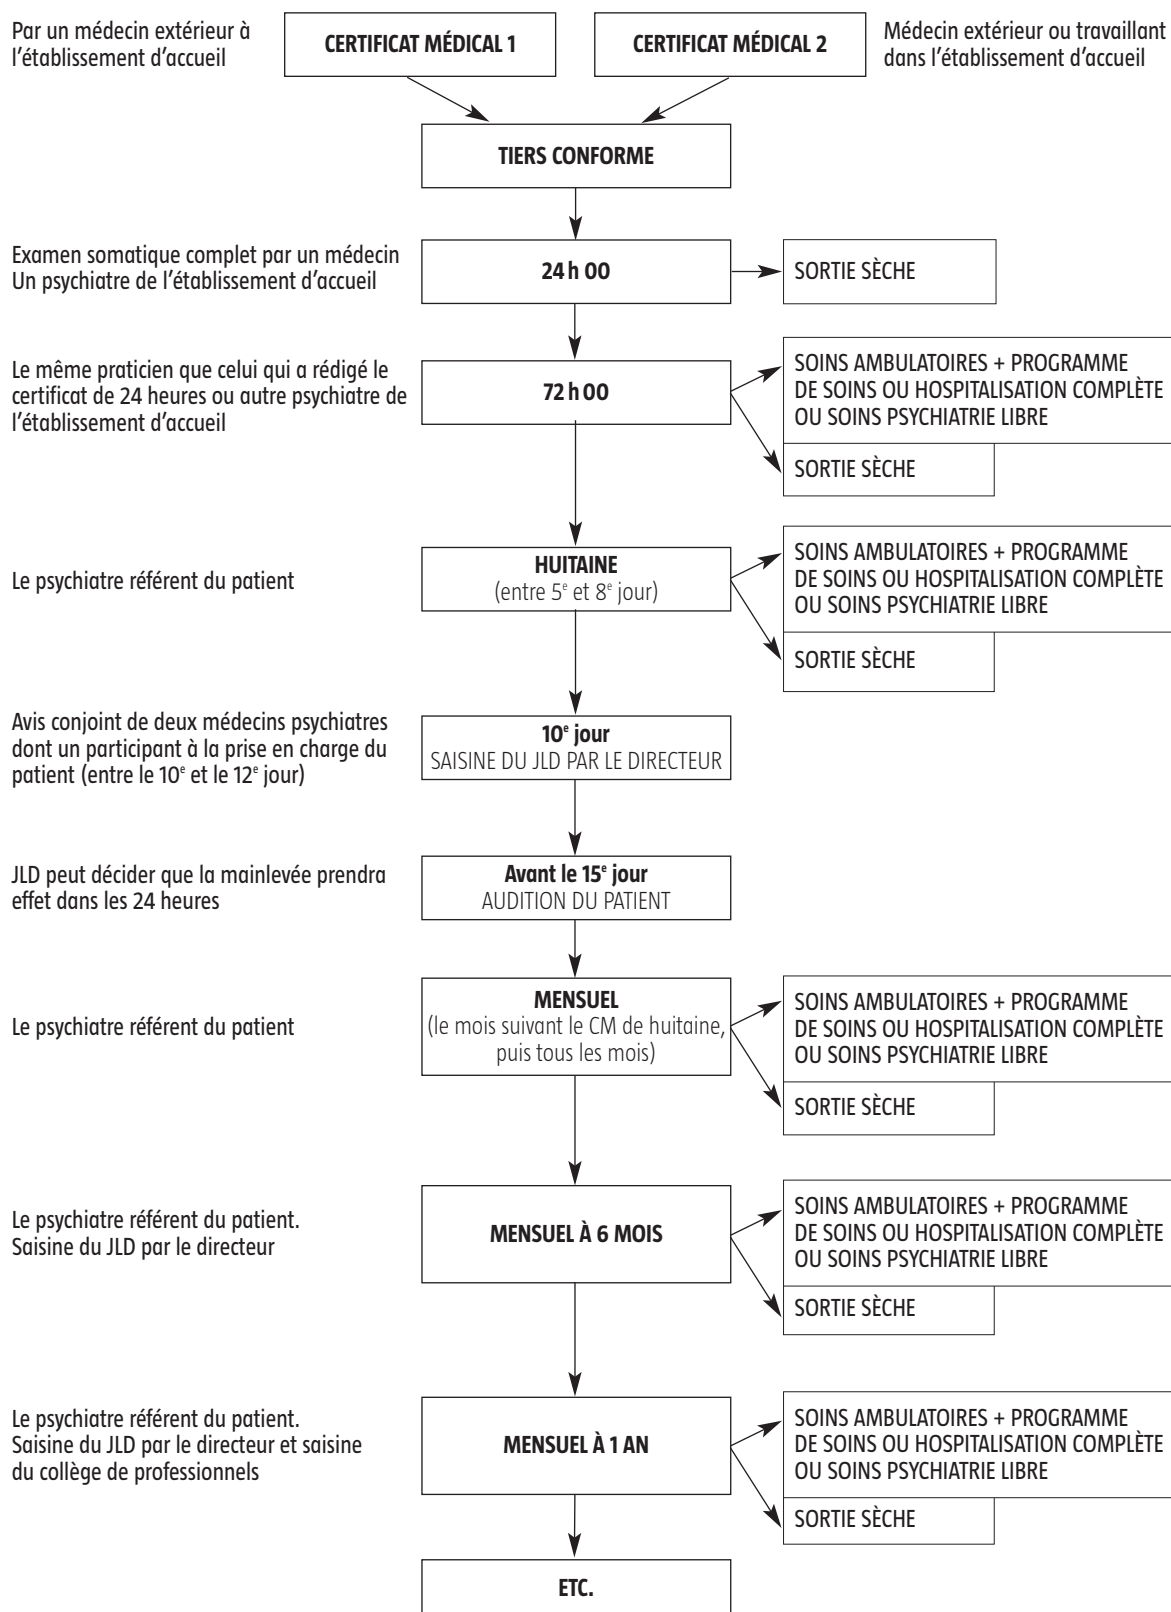 Par un médecin extérieur à
l'établissement d'accueil
CERTIFICAT MÉDICAL 1
CERTIFICAT MÉDICAL 2
Médecin extérieur ou travaillant
dans l'établissement d'accueil
TIERS CONFORME
Examen somatique complet par un médecin
Un psychiatre de l'établissement d'accueil
24 h 00
SORTIE SÈCHE
Le même praticien que celui qui a rédigé le
certificat de 24 heures ou autre psychiatre de
l'établissement d'accueil
72 h 00
SOINS AMBULATOIRES + PROGRAMME
DE SOINS OU HOSPITALISATION COMPLÈTE
OU SOINS PSYCHIATRIE LIBRE
SORTIE SÈCHE
Le psychiatre référent du patient
HUITAINE
(entre 5e et 8e jour)
SOINS AMBULATOIRES + PROGRAMME
DE SOINS OU HOSPITALISATION COMPLÈTE
OU SOINS PSYCHIATRIE LIBRE
SORTIE SÈCHE
Avis conjoint de deux médecins psychiatres
dont un participant à la prise en charge du
patient (entre le 10e et le 12e jour)
10e jour
SAISINE DU JLD PAR LE DIRECTEUR
JLD peut décider que la mainlevée prendra
effet dans les 24 heures
Avant le 15e jour
AUDITION DU PATIENT
Le psychiatre référent du patient
MENSUEL
(le mois suivant le CM de huitaine,
puis tous les mois)
SOINS AMBULATOIRES + PROGRAMME
DE SOINS OU HOSPITALISATION COMPLÈTE
OU SOINS PSYCHIATRIE LIBRE
SORTIE SÈCHE
Le psychiatre référent du patient.
Saisine du JLD par le directeur
MENSUEL À 6 MOIS
SOINS AMBULATOIRES + PROGRAMME
DE SOINS OU HOSPITALISATION COMPLÈTE
OU SOINS PSYCHIATRIE LIBRE
SORTIE SÈCHE
Le psychiatre référent du patient.
Saisine du JLD par le directeur et saisine
du collège de professionnels
MENSUEL À 1 AN
SOINS AMBULATOIRES + PROGRAMME
DE SOINS OU HOSPITALISATION COMPLÈTE
OU SOINS PSYCHIATRIE LIBRE
SORTIE SÈCHE
ETC.